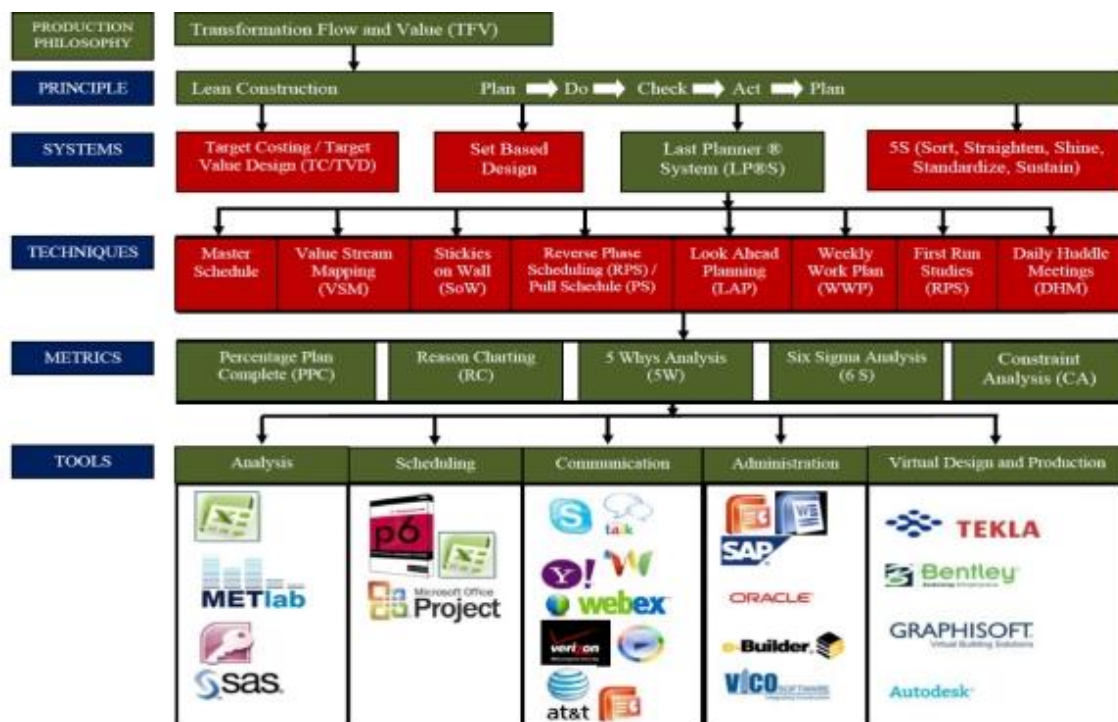 PRODUCTION
PHILOSOPHY
Transformation Flow and Value (TFV)
PRINCIPLE
Lean Construction
Plan
Do
Check
Act
Plan
SYSTEMS
Target Costing / Target
Value Design (TC/TVD)
Set Based
Design
Last Planner ®
System (LP®S)
5S (Sort, Straighten, Shine,
Standardize, Sustain)
TECHNIQUES
Master
Schedule
Value Stream
Mapping
(VSM)
Stickies
on Wall
(SoW)
Reverse Phase
Scheduling (RPS) /
Pull Schedule (PS)
Look Ahead
Planning
(LAP)
Weekly
Work Plan
(WWP)
First Run
Studies
(RPS)
Daily Huddle
Meetings
(DHM)
METRICS
Percentage Plan
Complete (PPC)
Reason Charting
(RC)
5 Whys Analysis
(5W)
Six Sigma Analysis
(6 S)
Constraint
Analysis (CA)
TOOLS
Analysis
Scheduling
Communication
Administration
Virtual Design and Production
METlab
sas
p6
Microsoft Office
Project
talk
Y!
webex
verizon
at&t
SAP
ORACLE
e-Builder
VICO SOFTWARE
TEKLA
Bentley
GRAPHISOFT
Virtual Building Solutions
Autodesk